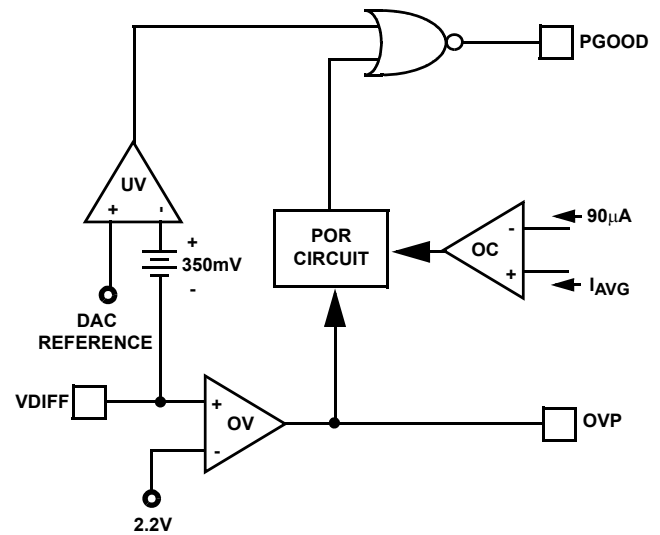 PGOOD
UV
+
-
90μA
-
POR
CIRCUIT
OC
+
350mV
+
-
IAVG
DAC
REFERENCE
VDIFF
+
OV
-
OVP
2.2V